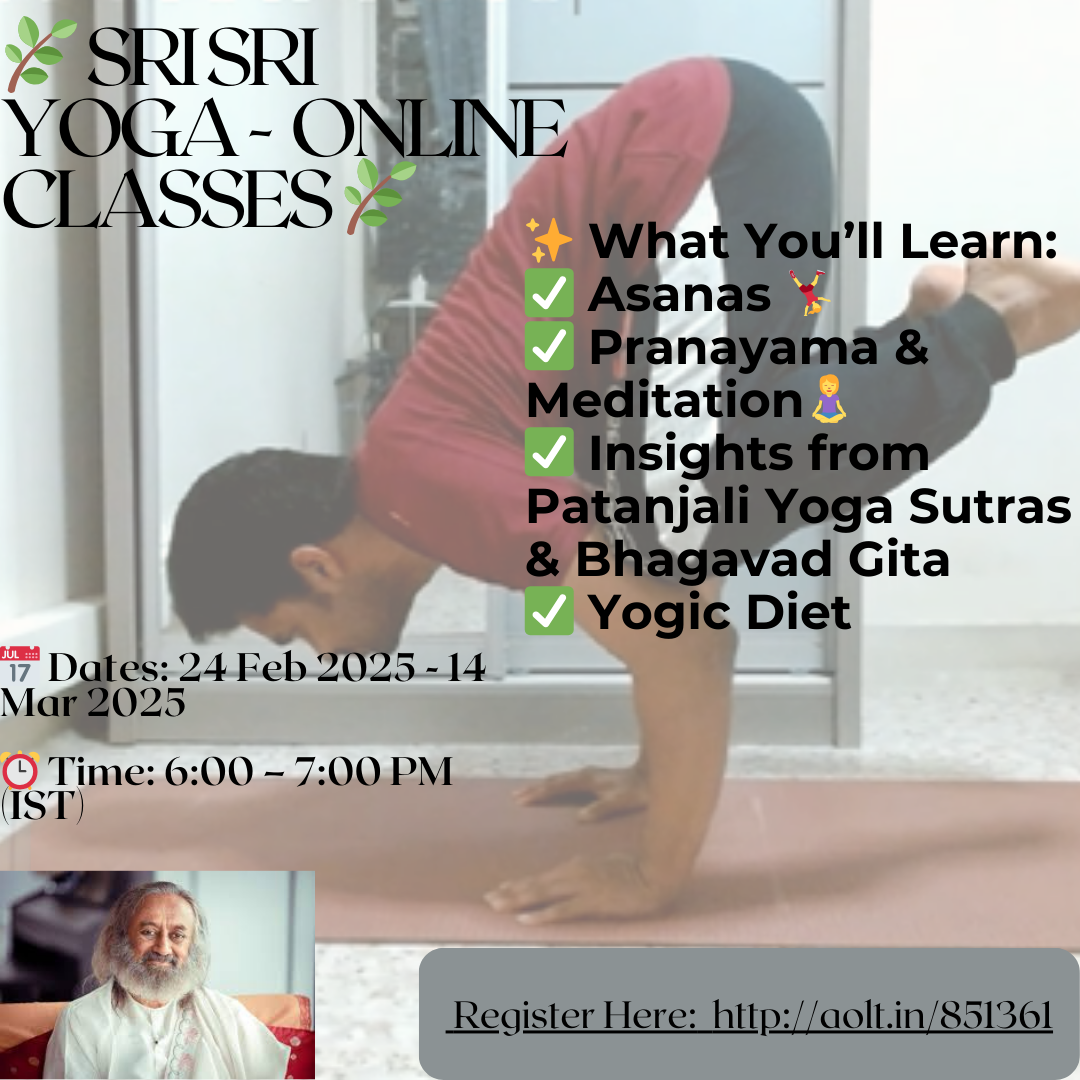 🌿 SRI SRI
YOGA - ONLINE
CLASSES 🌿
✨ What You’ll Learn:
✅ Asanas 🤸
✅ Pranayama &
Meditation🧘‍♀️
✅ Insights from
Patanjali Yoga Sutras
& Bhagavad Gita
✅ Yogic Diet
📅 Dates: 24 Feb 2025 - 14
Mar 2025
⏰ Time: 6:00 – 7:00 PM
(IST)
Register Here: http://aolt.in/851361